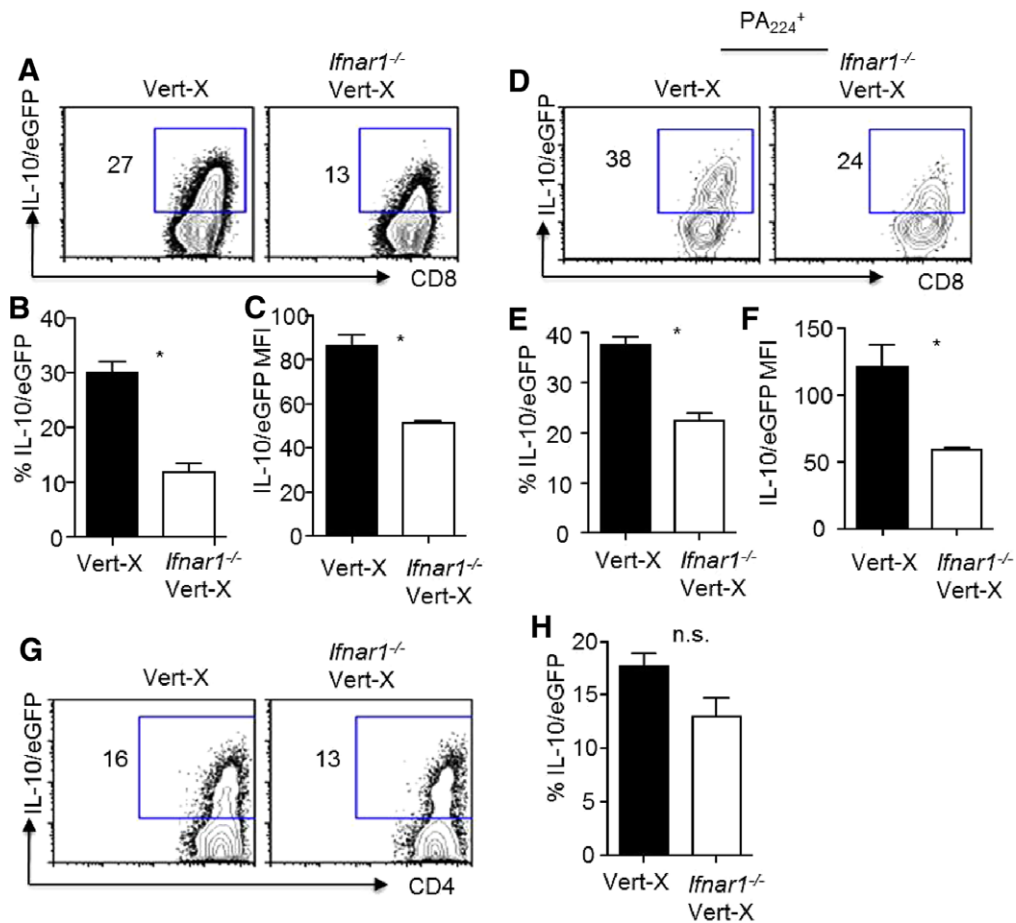 PA224+
A
Vert-X
Ifnar1-/-
Vert-X
IL-10/eGFP
27
13
CD8
D
Vert-X
Ifnar1-/-
Vert-X
IL-10/eGFP
38
24
CD8
B
% IL-10/eGFP
40
30
20
10
0
Vert-X
Ifnar1-/-
Vert-X
*
C
IL-10/eGFP MFI
100
80
60
40
20
0
Vert-X
Ifnar1-/-
Vert-X
*
E
% IL-10/eGFP
40
30
20
10
0
Vert-X
Ifnar1-/-
Vert-X
*
F
IL-10/eGFP MFI
150
100
50
0
Vert-X
Ifnar1-/-
Vert-X
*
G
Vert-X
Ifnar1-/-
Vert-X
IL-10/eGFP
16
13
CD4
H
n.s.
% IL-10/eGFP
20
15
10
5
0
Vert-X
Ifnar1-/-
Vert-X